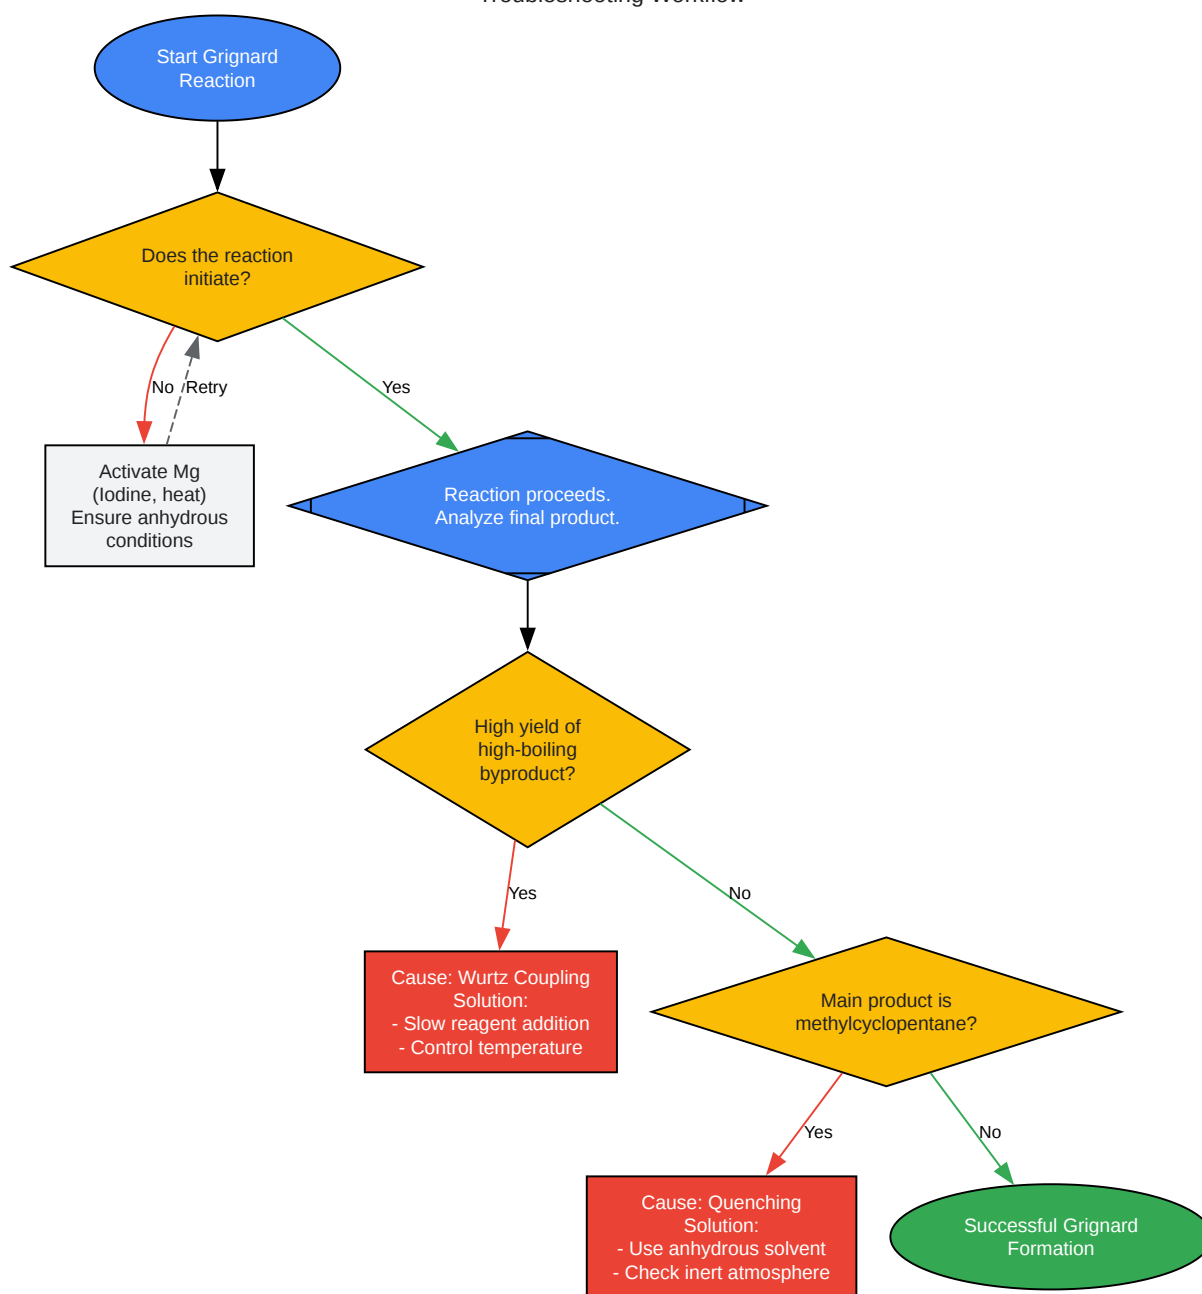 Troubleshooting Workflow
Start Grignard
Reaction
Does the reaction
initiate?
No
Retry
Yes
Activate Mg
(Iodine, heat)
Ensure anhydrous
conditions
Reaction proceeds.
Analyze final product.
High yield of
high-boiling
byproduct?
Yes
No
Cause: Wurtz Coupling
Solution:
- Slow reagent addition
- Control temperature
Main product is
methylcyclopentane?
Yes
No
Cause: Quenching
Solution:
- Use anhydrous solvent
- Check inert atmosphere
Successful Grignard
Formation